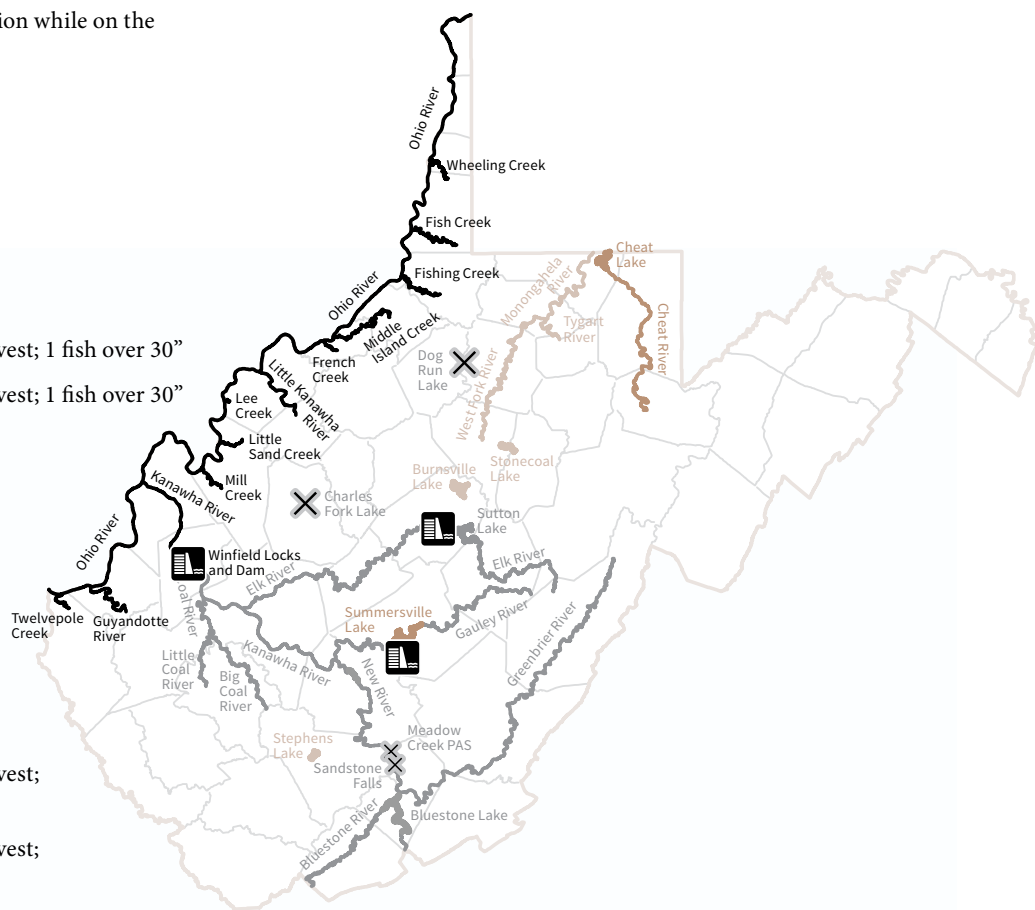 ion while on the
Ohio River
Wheeling Creek
Fish Creek
Cheat
Lake
Fishing Creek
Monongahela
River
Ohio River
Cheat River
Tygart
River
Middle
Island Creek
vest; 1 fish over 30”
French
Creek
Dog
Run
Lake
Little Kanawha
River
West Fork River
vest; 1 fish over 30”
Lee
Creek
Little
Sand Creek
Stonecoal
Lake
Burnsville
Lake
Mill
Creek
Kanawha River
Charles
Fork Lake
Sutton
Lake
Ohio River
Winfield Locks
and Dam
Elk River
Elk River
oal River
Twelvepole
Creek
Guyandotte
River
Summersville
Lake
Gauley River
Greenbrier River
Little
Coal
River
Big
Coal
River
Kanawha River
New River
Stephens
Lake
Meadow
Creek PAS
vest;
Sandstone
Falls
Bluestone River
Bluestone Lake
vest;